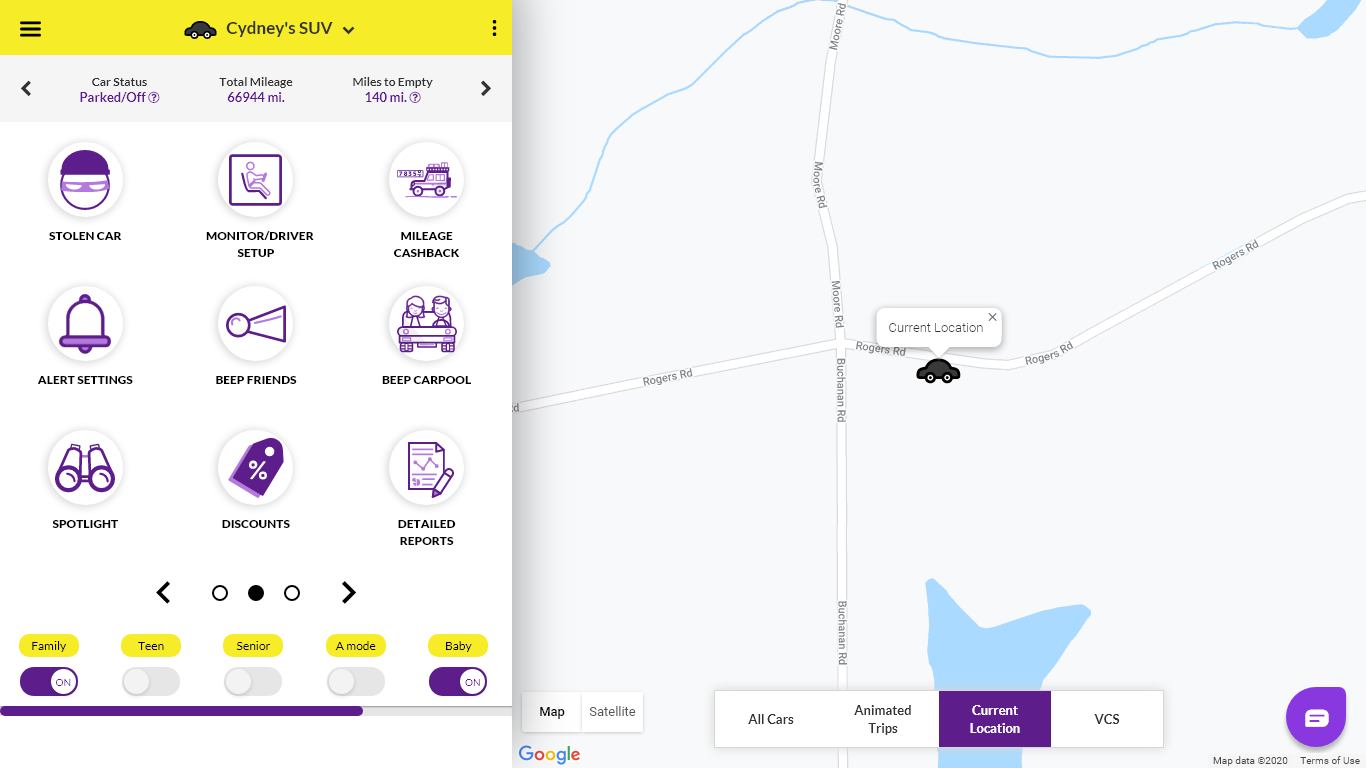 Cydney's SUV
Car Status
Parked/Off
Total Mileage
66944 mi.
Miles to Empty
140 mi.
STOLEN CAR
MONITOR/DRIVER
SETUP
78355
MILEAGE
CASHBACK
ALERT SETTINGS
BEEP FRIENDS
BEEP CARPOOL
SPOTLIGHT
%
DISCOUNTS
DETAILED
REPORTS
Family
Teen
Senior
A mode
Baby
ON
ON
Moore Rd
Moore Rd
Moore Rd
Rogers Rd
Current Location
Rogers Rd
Rogers Rd
Rogers Rd
Rd
Buchanan Rd
Buchanan Rd
Map
Satellite
All Cars
Animated
Trips
Current
Location
VCS
Google
Map data ©2020
Terms of Use